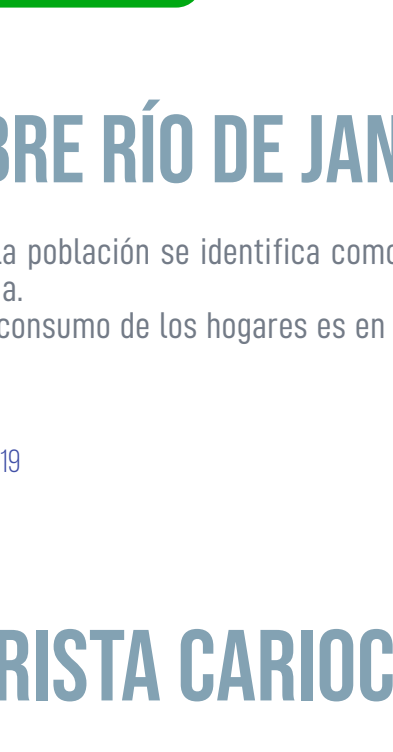 BRE RÍO DE JAN
la población se identifica como
a.
consumo de los hogares es en
19
RISTA CARIOC